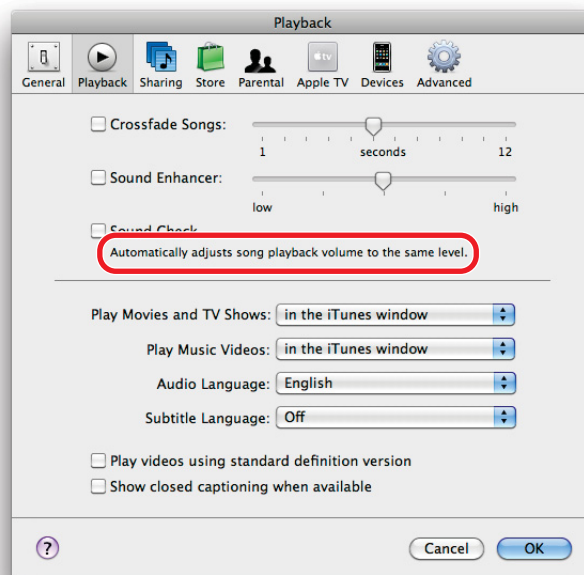 Playback
General Playback Sharing Store Parental Apple TV Devices Advanced
Crossfade Songs:
1 seconds 12
Sound Enhancer:
low high
Sound Check
Automatically adjusts song playback volume to the same level.
Play Movies and TV Shows: in the iTunes window
Play Music Videos: in the iTunes window
Audio Language: English
Subtitle Language: Off
Play videos using standard definition version
Show closed captioning when available
? Cancel OK